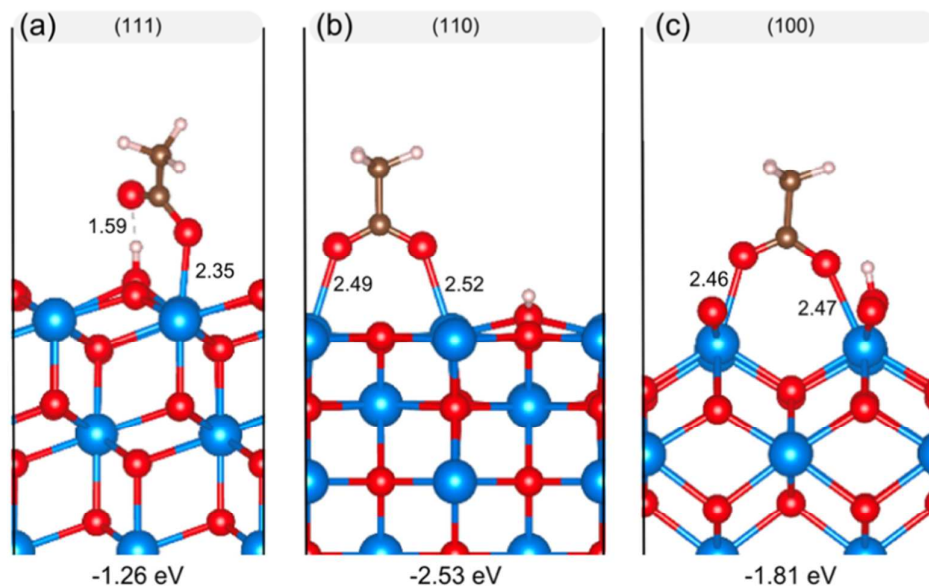 (a) (111)
1.59
2.35
-1.26 eV
(b) (110)
2.49 2.52
-2.53 eV
(c) (100)
2.46
2.47
-1.81 eV